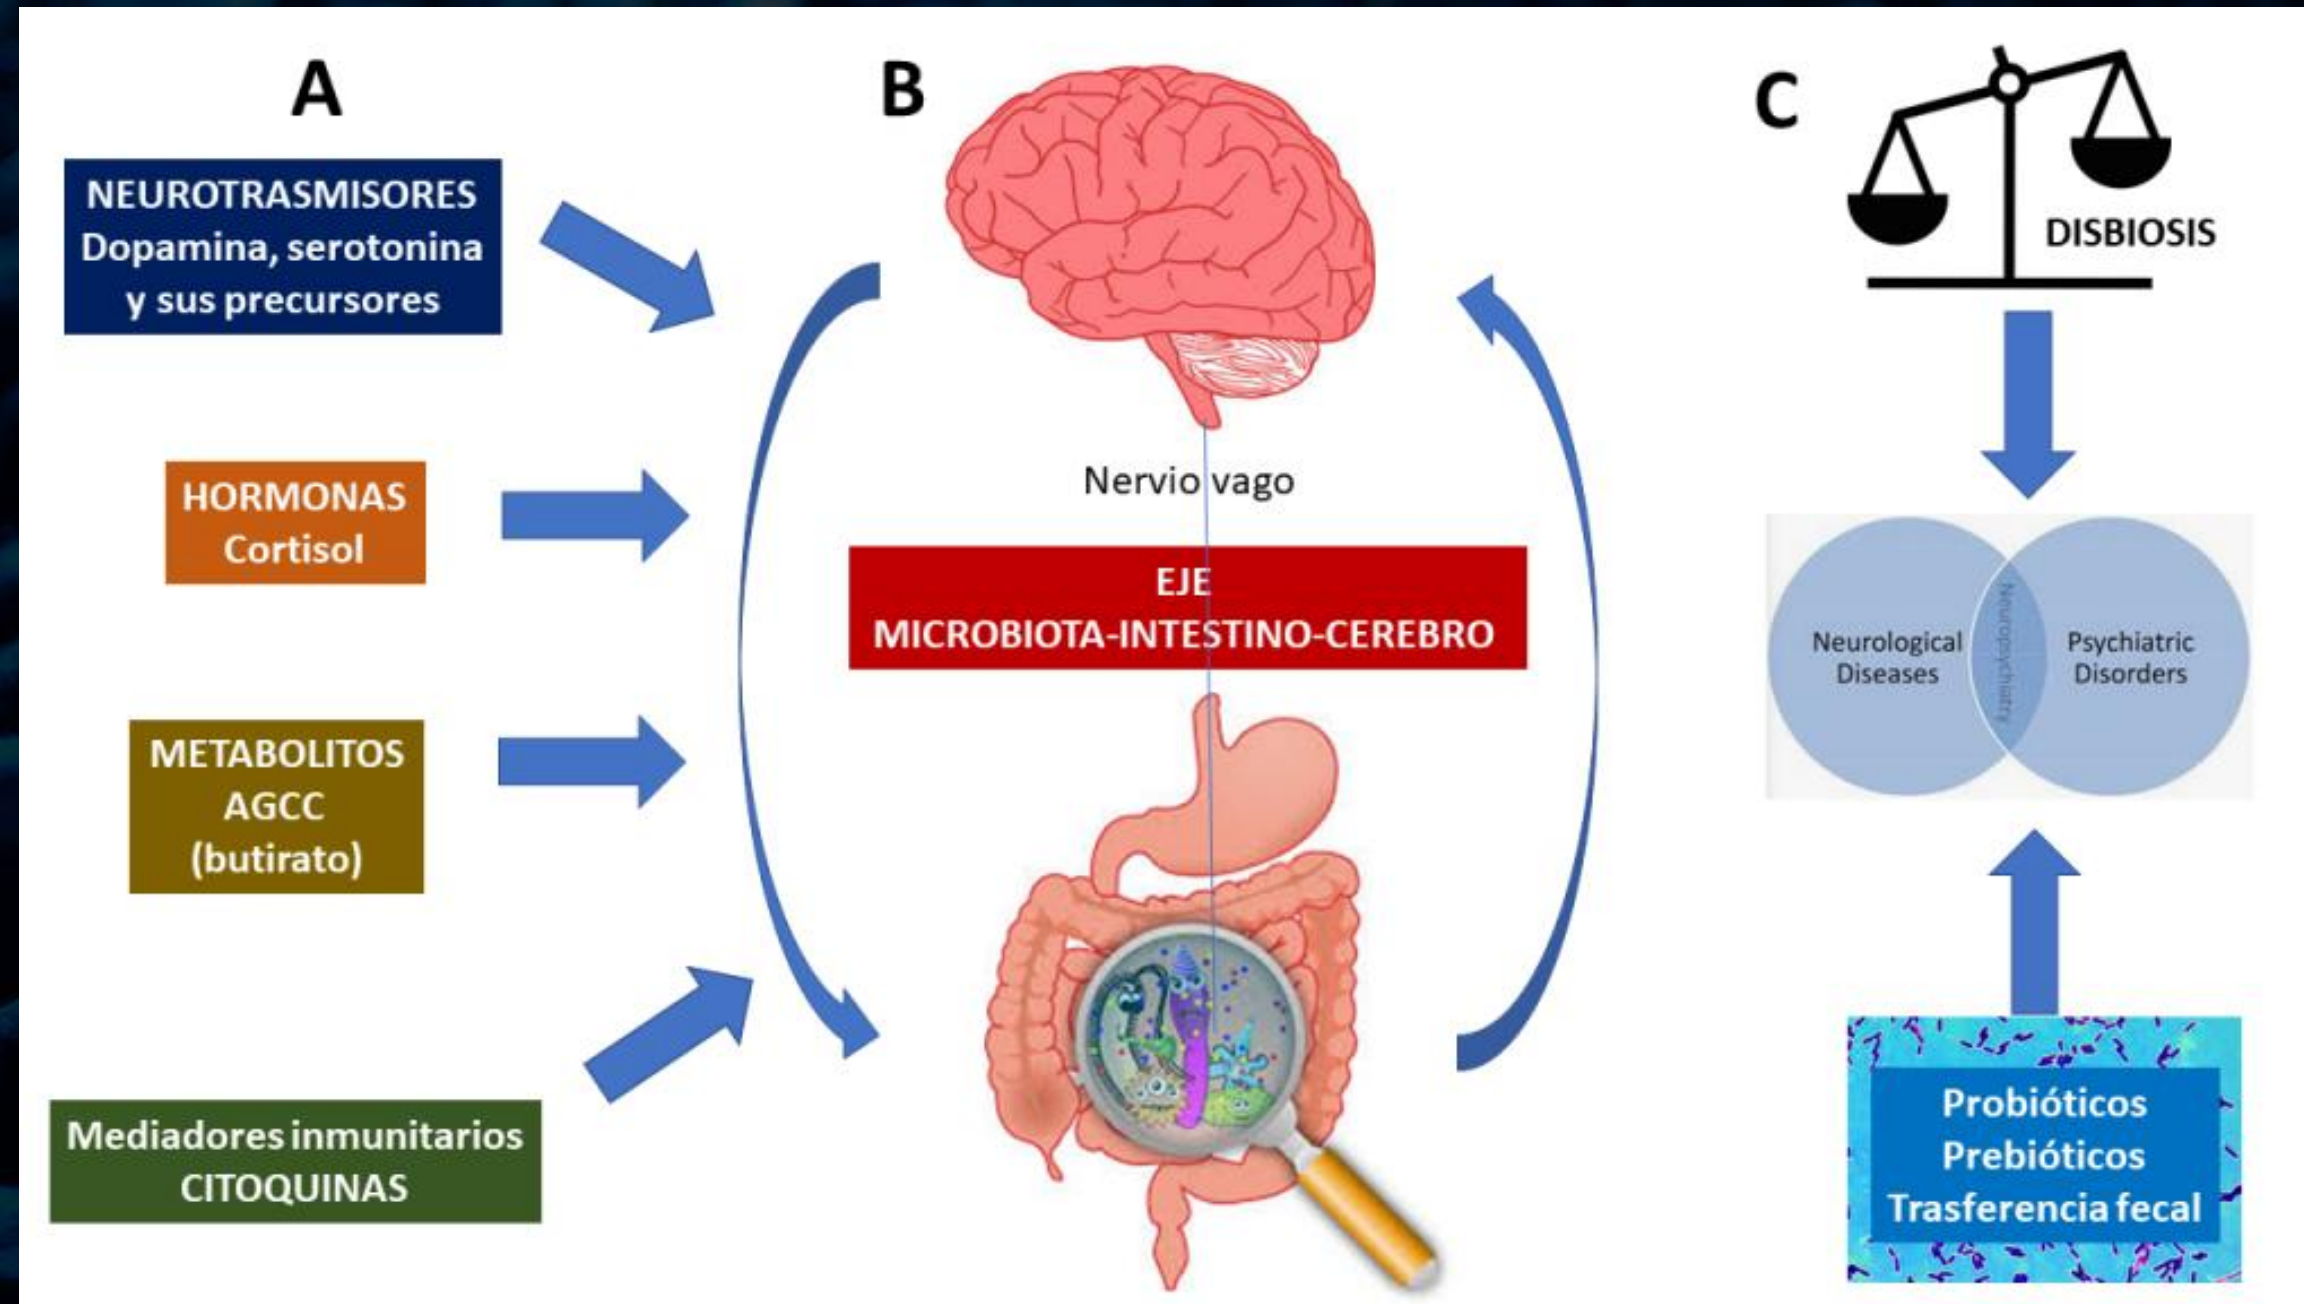 A
NEUROTRASMISORES
Dopamina, serotonina
y sus precursores
HORMONAS
Cortisol
METABOLITOS
AGCC
(butirato)
Mediadores inmunitarios
CITOQUINAS
B
Nervio vago
EJE
MICROBIOTA-INTESTINO-CEREBRO
C
DISBIOSIS
Neurological
Diseases
Neuropsychiatry
Psychiatric
Disorders
Probióticos
Prebióticos
Trasferencia fecal